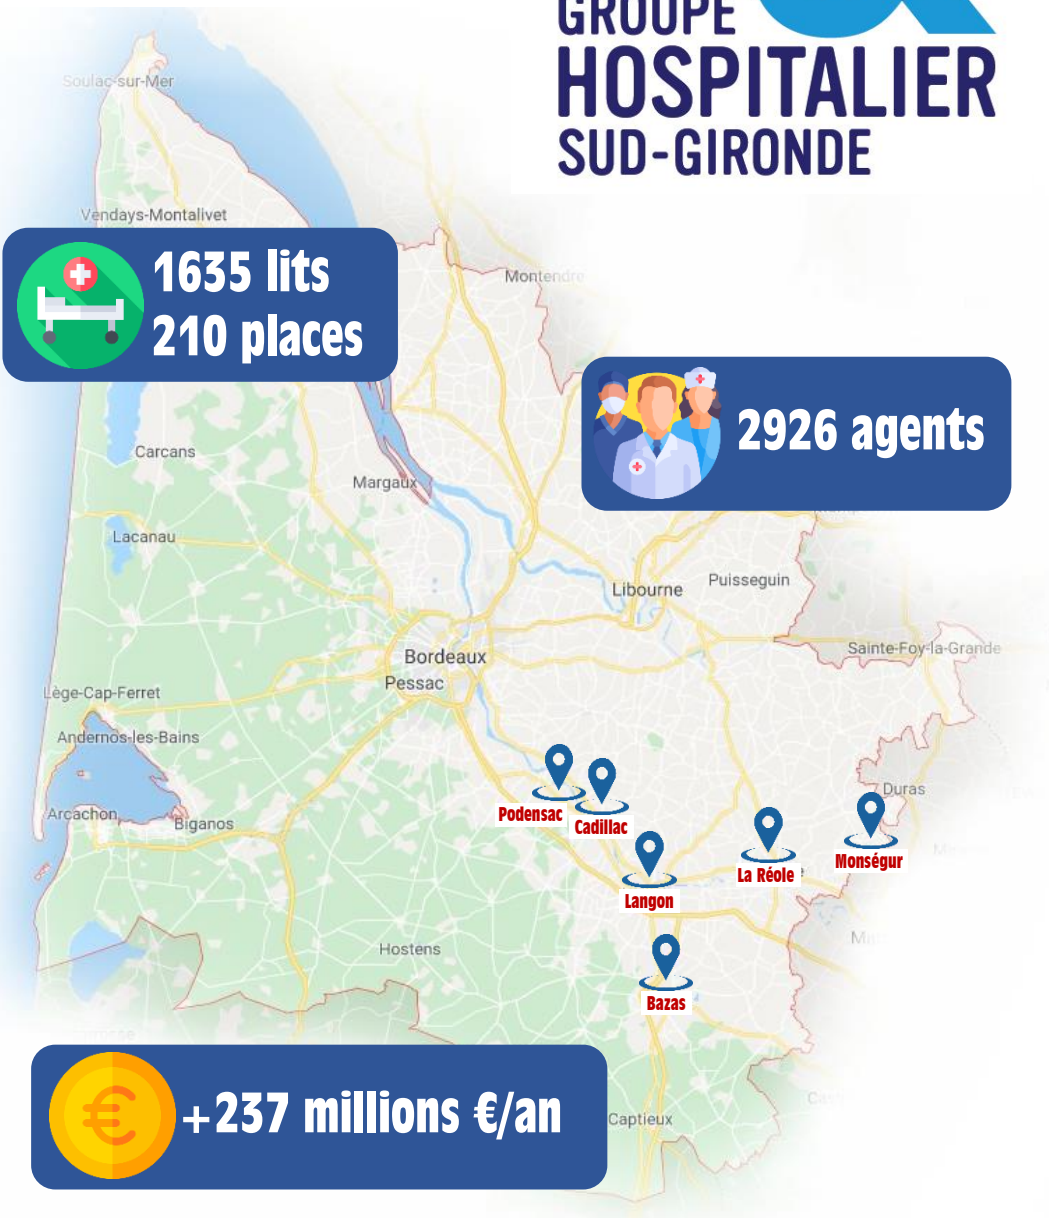 GROUPE
HOSPITALIER
SUD-GIRONDE
Soulac-sur-Mer
Vendays-Montalivet
1635 lits
210 places
Montendre
2926 agents
Carcans
Margaux
Lacanau
Libourne
Puisseguin
Bordeaux
Sainte-Foy-la-Grande
Pessac
Lège-Cap-Ferret
Andernos-les-Bains
Duras
Arcachon
Biganos
Podensac
Cadillac
Monségur
La Réole
Langon
Hostens
Bazas
+237 millions €/an
Captieux